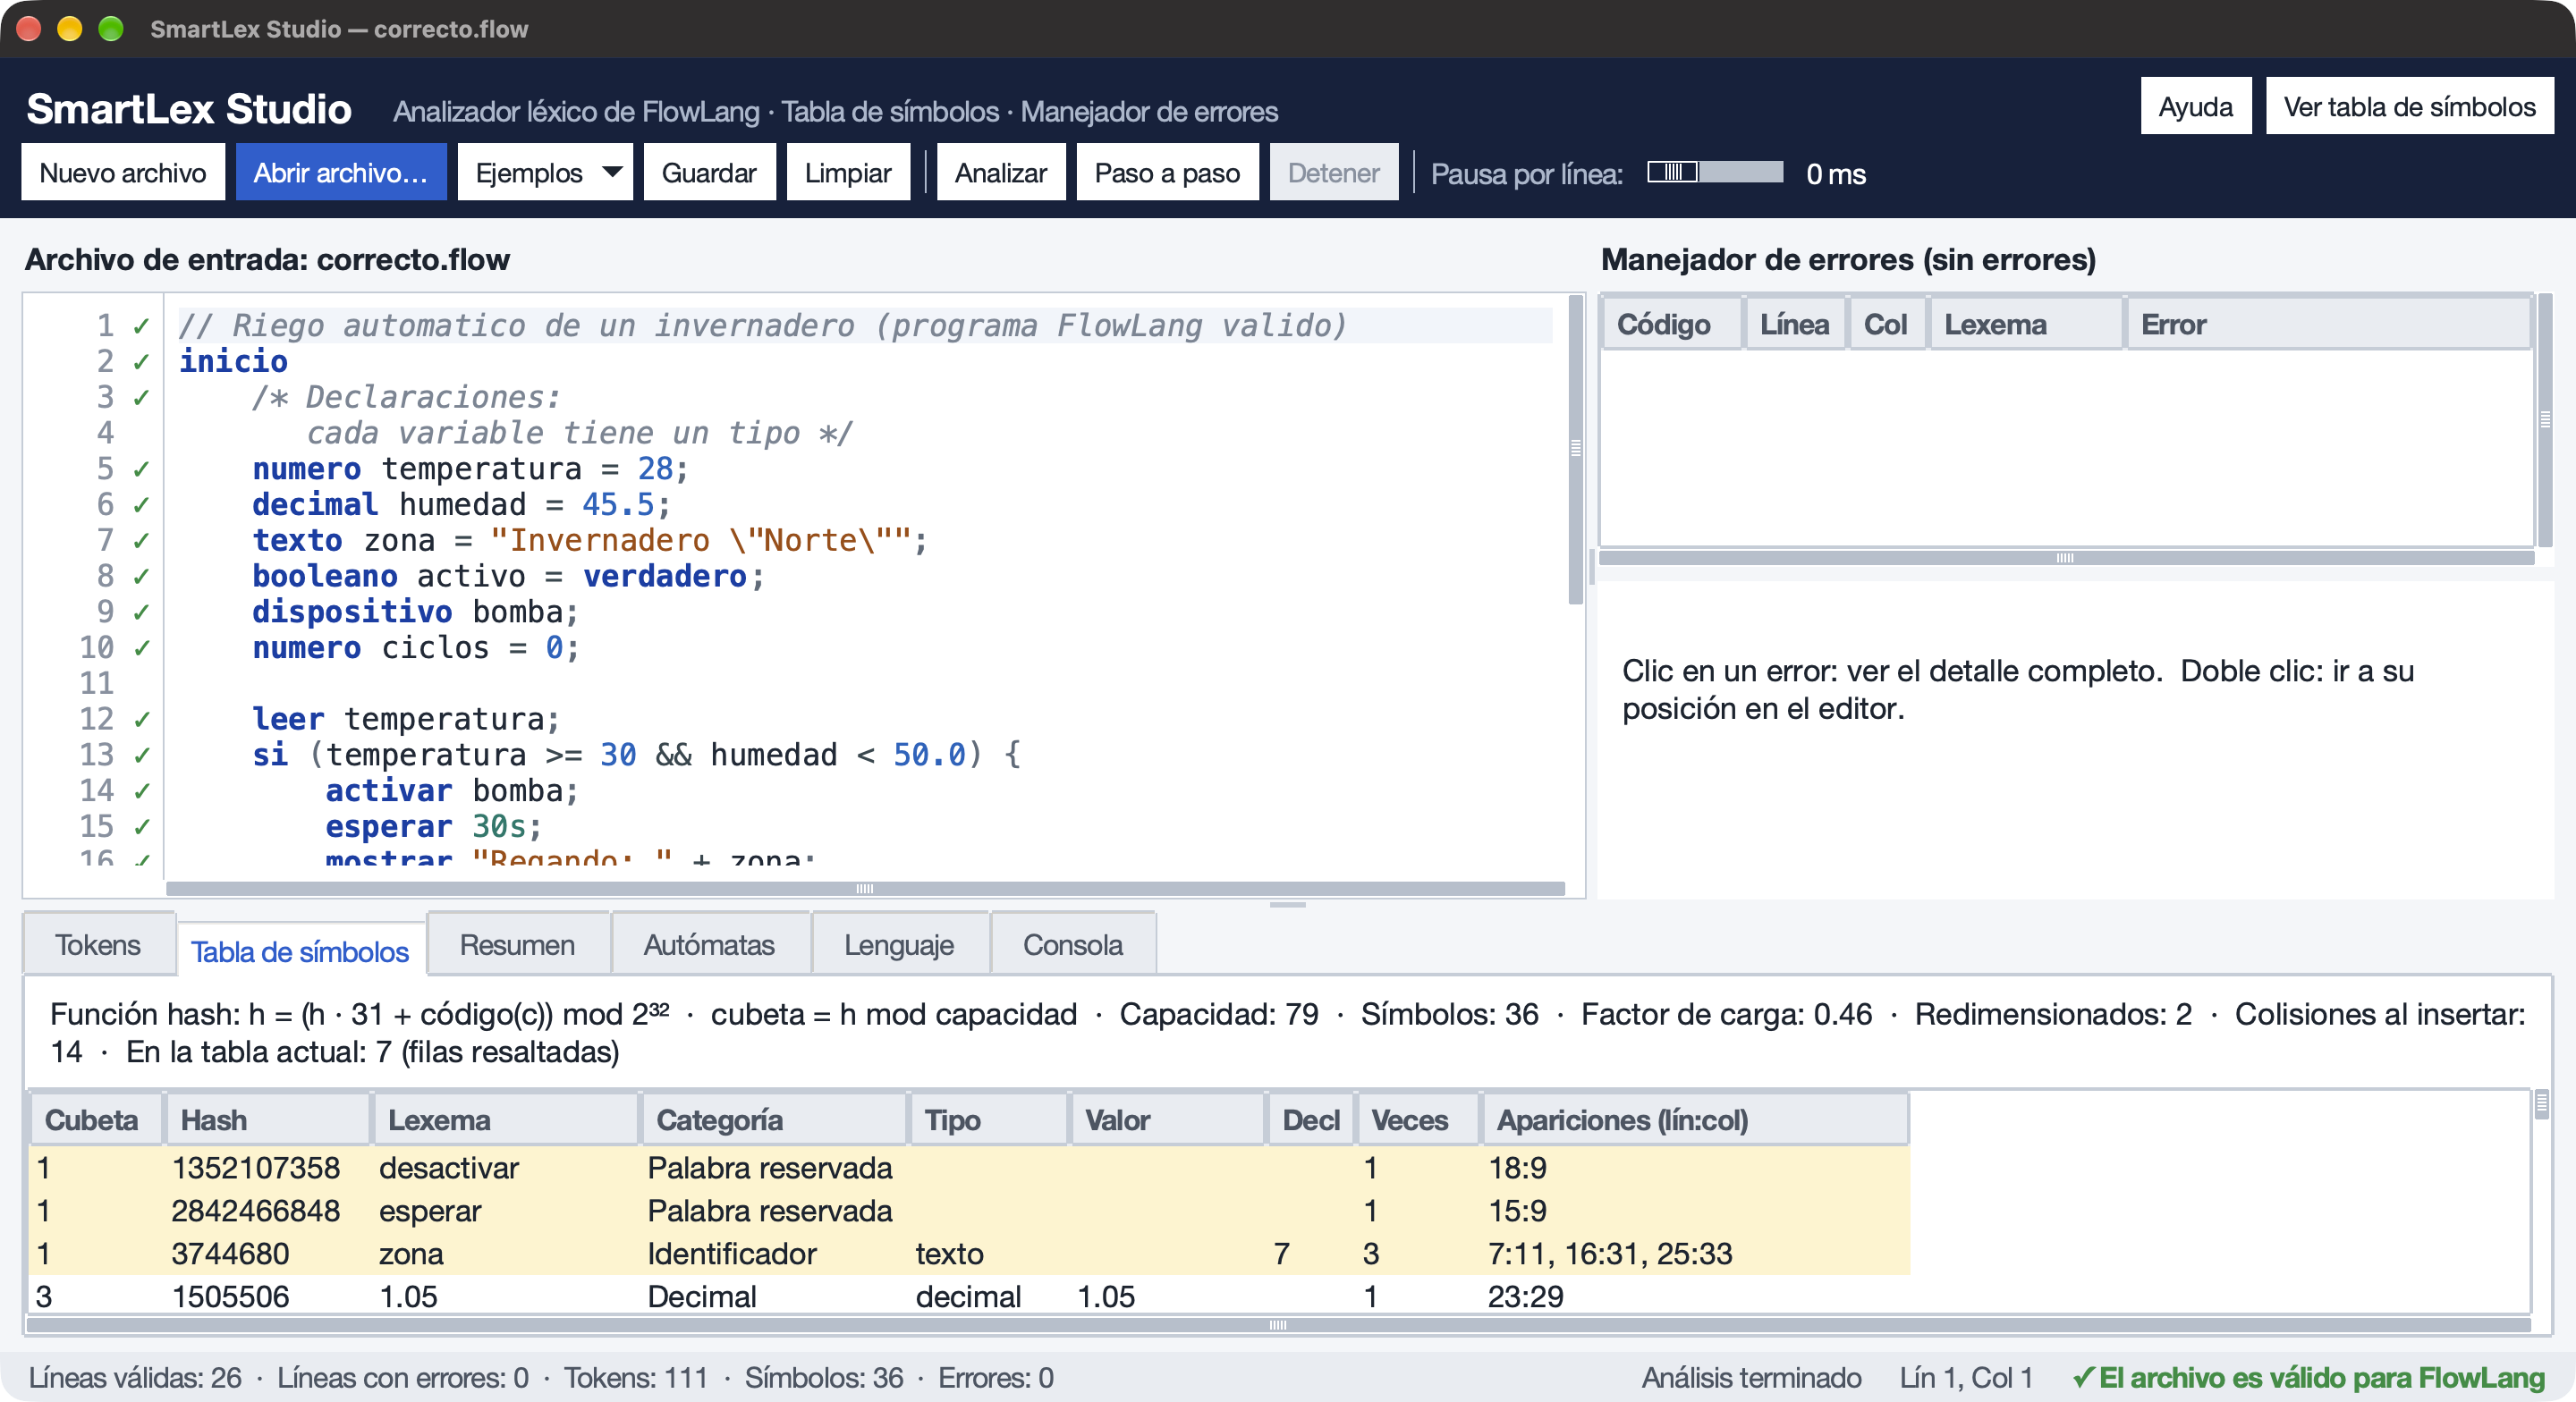 SmartLex Studio — correcto.flow
SmartLex Studio Analizador léxico de FlowLang · Tabla de símbolos · Manejador de errores Ayuda Ver tabla de símbolos
Nuevo archivo Abrir archivo... Ejemplos Guardar Limpiar Analizar Paso a paso Detener Pausa por línea: 0 ms
Archivo de entrada: correcto.flow
1 ✓ // Riego automatico de un invernadero (programa FlowLang valido)
2 ✓ inicio
3 ✓ /* Declaraciones:
4 cada variable tiene un tipo */
5 ✓ numero temperatura = 28;
6 ✓ decimal humedad = 45.5;
7 ✓ texto zona = "Invernadero \"Norte\"";
8 ✓ booleano activo = verdadero;
9 ✓ dispositivo bomba;
10 ✓ numero ciclos = 0;
11
12 ✓ leer temperatura;
13 ✓ si (temperatura >= 30 && humedad < 50.0) {
14 ✓ activar bomba;
15 ✓ esperar 30s;
16 ✓ mostrar "Regando: " + zona;
Manejador de errores (sin errores)
Código Línea Col Lexema Error
Clic en un error: ver el detalle completo. Doble clic: ir a su
posición en el editor.
Tokens Tabla de símbolos Resumen Autómatas Lenguaje Consola
Función hash: h = (h · 31 + código(c)) mod 2³² · cubeta = h mod capacidad · Capacidad: 79 · Símbolos: 36 · Factor de carga: 0.46 · Redimensionados: 2 · Colisiones al insertar:
14 · En la tabla actual: 7 (filas resaltadas)
Cubeta Hash Lexema Categoría Tipo Valor Decl Veces Apariciones (lín:col)
1 1352107358 desactivar Palabra reservada 1 18:9
1 2842466848 esperar Palabra reservada 1 15:9
1 3744680 zona Identificador texto 7 3 7:11, 16:31, 25:33
3 1505506 1.05 Decimal decimal 1.05 1 23:29
Líneas válidas: 26 · Líneas con errores: 0 · Tokens: 111 · Símbolos: 36 · Errores: 0 Análisis terminado Lín 1, Col 1 ✓ El archivo es válido para FlowLang